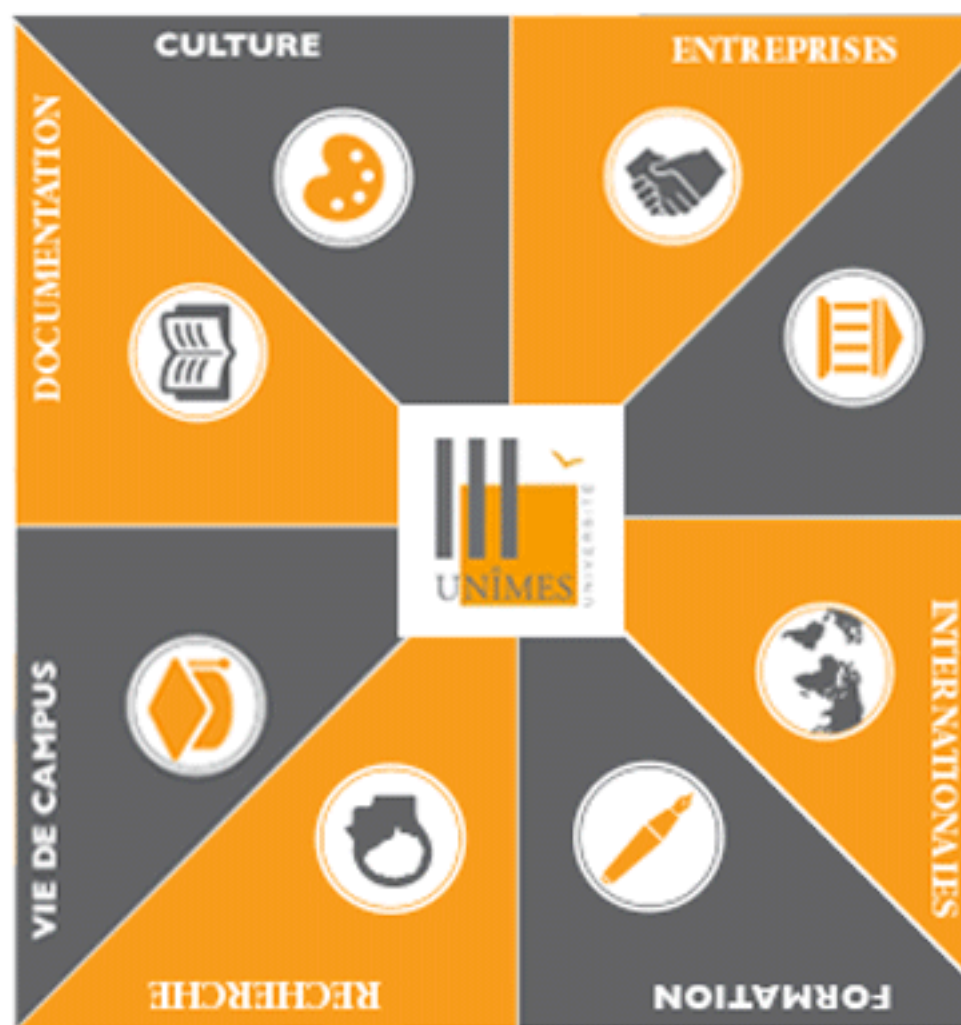 CULTURE
ENTREPRISES
DOCUMENTATION
UNÎMES
UNIVERSITÉ
INTERNATIONALES
VIE DE CAMPUS
RECHERCHE
FORMATION